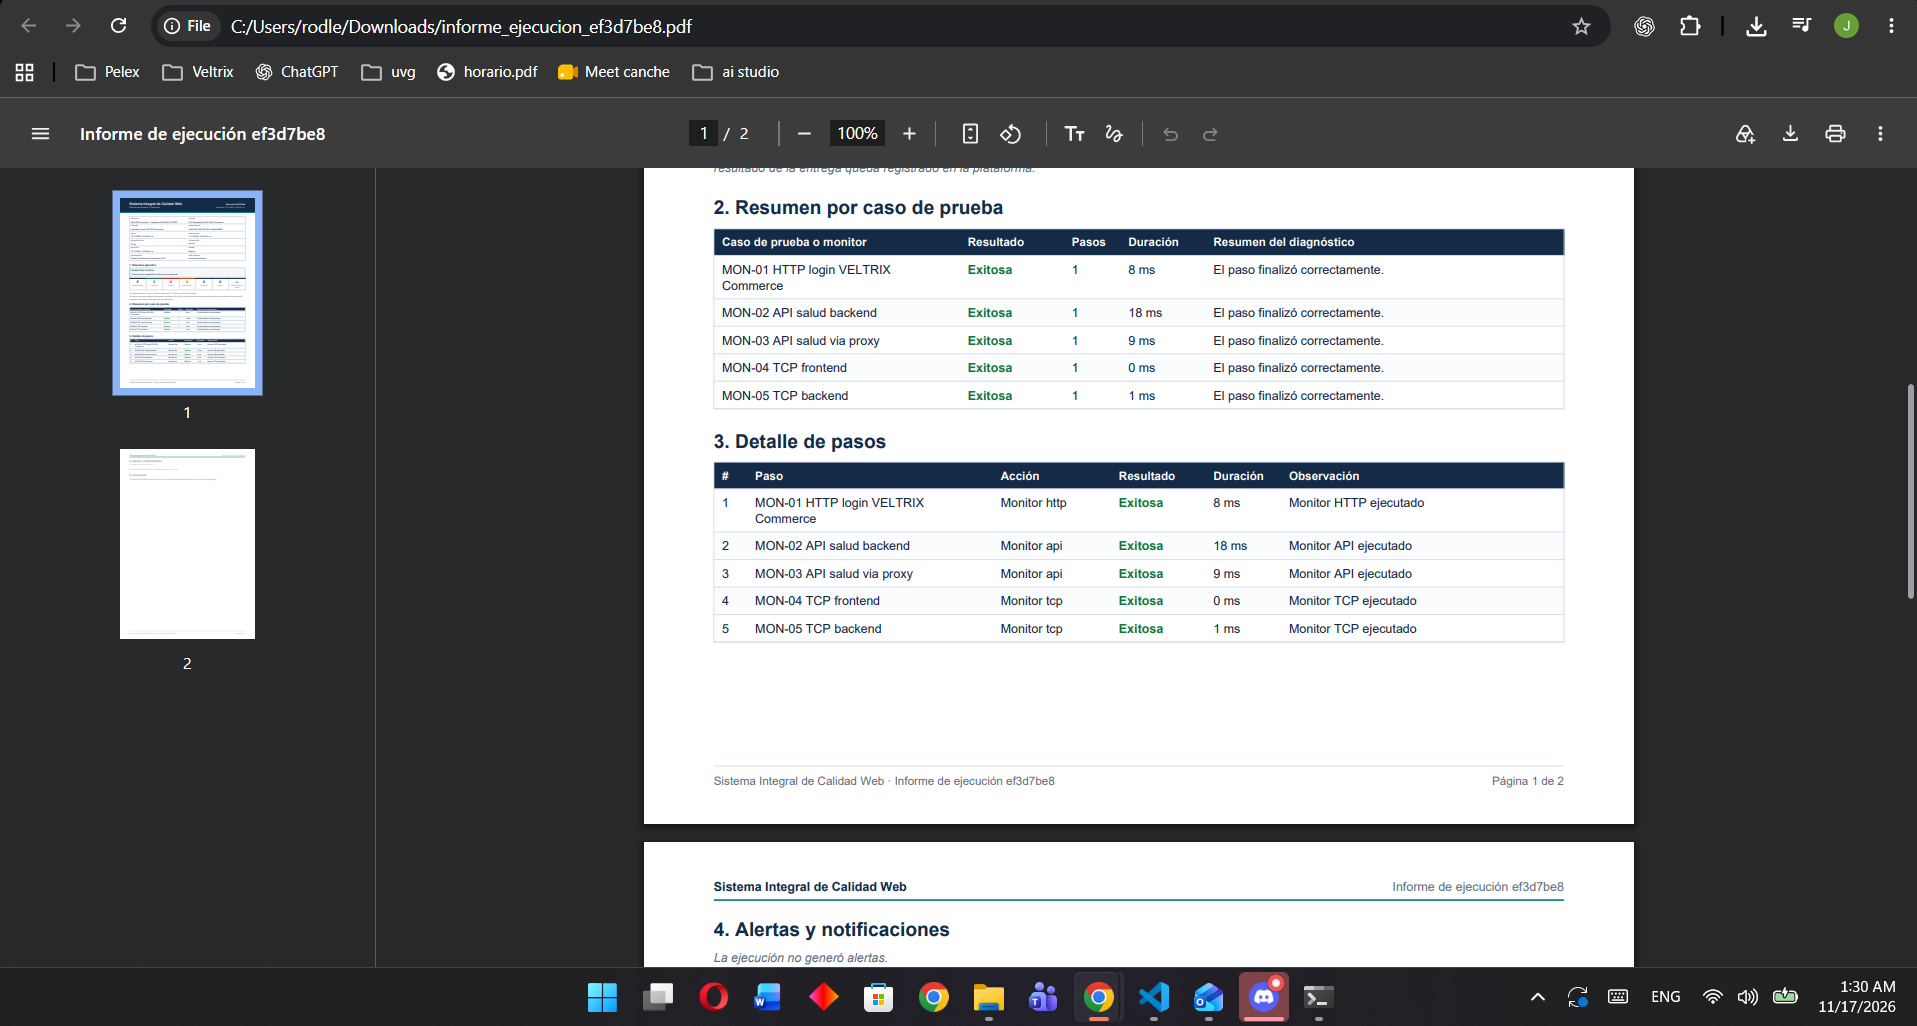 File
C:/Users/rodle/Downloads/informe_ejecucion_ef3d7be8.pdf
J
Pelex
Veltrix
ChatGPT
uvg
horario.pdf
Meet canche
ai studio
Informe de ejecución ef3d7be8
1 / 2
100%
resultado de la entrega queda registrado en la plataforma.
2. Resumen por caso de prueba
Caso de prueba o monitor Resultado Pasos Duración Resumen del diagnóstico
MON-01 HTTP login VELTRIX Exitosa 1 8 ms El paso finalizó correctamente.
Commerce
MON-02 API salud backend Exitosa 1 18 ms El paso finalizó correctamente.
MON-03 API salud via proxy Exitosa 1 9 ms El paso finalizó correctamente.
MON-04 TCP frontend Exitosa 1 0 ms El paso finalizó correctamente.
MON-05 TCP backend Exitosa 1 1 ms El paso finalizó correctamente.
3. Detalle de pasos
# Paso Acción Resultado Duración Observación
1 MON-01 HTTP login VELTRIX Monitor http Exitosa 8 ms Monitor HTTP ejecutado
Commerce
2 MON-02 API salud backend Monitor api Exitosa 18 ms Monitor API ejecutado
3 MON-03 API salud via proxy Monitor api Exitosa 9 ms Monitor API ejecutado
4 MON-04 TCP frontend Monitor tcp Exitosa 0 ms Monitor TCP ejecutado
5 MON-05 TCP backend Monitor tcp Exitosa 1 ms Monitor TCP ejecutado
Sistema Integral de Calidad Web · Informe de ejecución ef3d7be8 Página 1 de 2
Sistema Integral de Calidad Web Informe de ejecución ef3d7be8
4. Alertas y notificaciones
La ejecución no generó alertas.
1
2
ENG
1:30 AM
11/17/2026